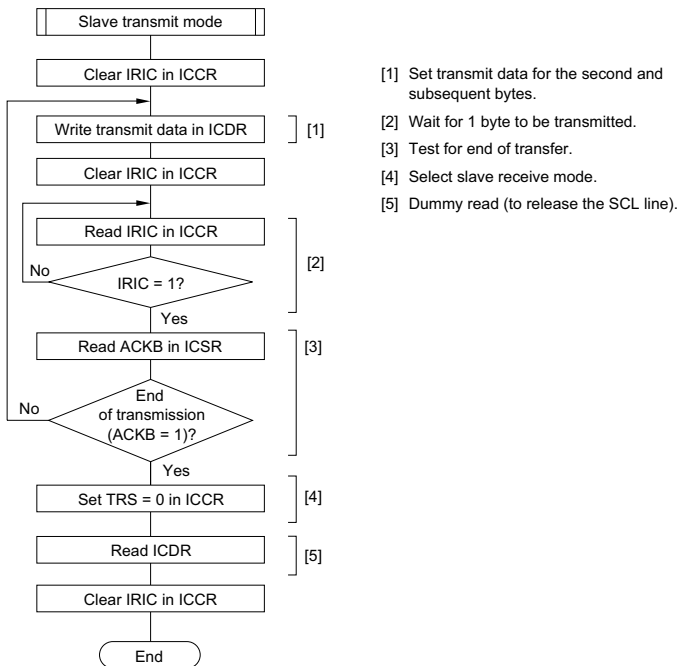 Slave transmit mode
Clear IRIC in ICCR
Write transmit data in ICDR
[1]
Clear IRIC in ICCR
Read IRIC in ICCR
[2]
No
IRIC = 1?
Yes
Read ACKB in ICSR
[3]
No
End
of transmission
(ACKB = 1)?
Yes
Set TRS = 0 in ICCR
[4]
Read ICDR
[5]
Clear IRIC in ICCR
End
[1] Set transmit data for the second and
subsequent bytes.
[2] Wait for 1 byte to be transmitted.
[3] Test for end of transfer.
[4] Select slave receive mode.
[5] Dummy read (to release the SCL line).